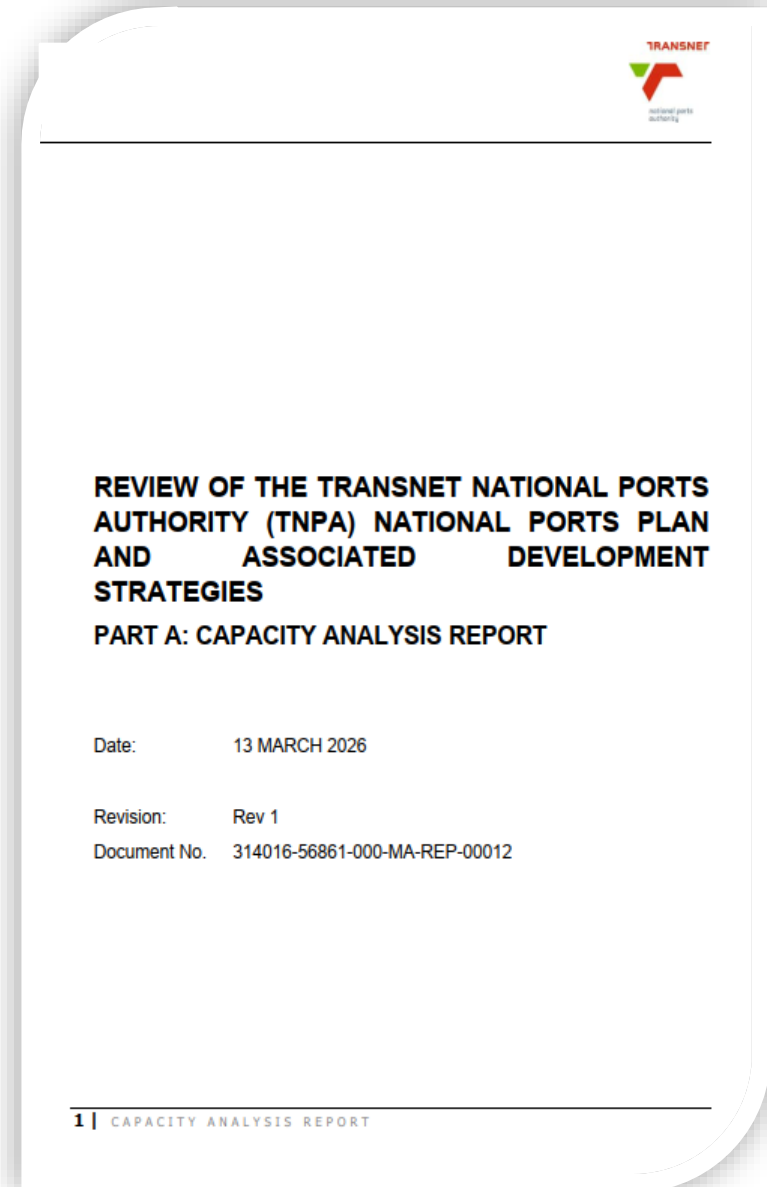 TRANSNET
national ports
authority
REVIEW OF THE TRANSNET NATIONAL PORTS
AUTHORITY (TNPA) NATIONAL PORTS PLAN
AND ASSOCIATED DEVELOPMENT
STRATEGIES
PART A: CAPACITY ANALYSIS REPORT
Date: 13 MARCH 2026
Revision: Rev 1
Document No. 314016-56861-000-MA-REP-00012
1 | CAPACITY ANALYSIS REPORT